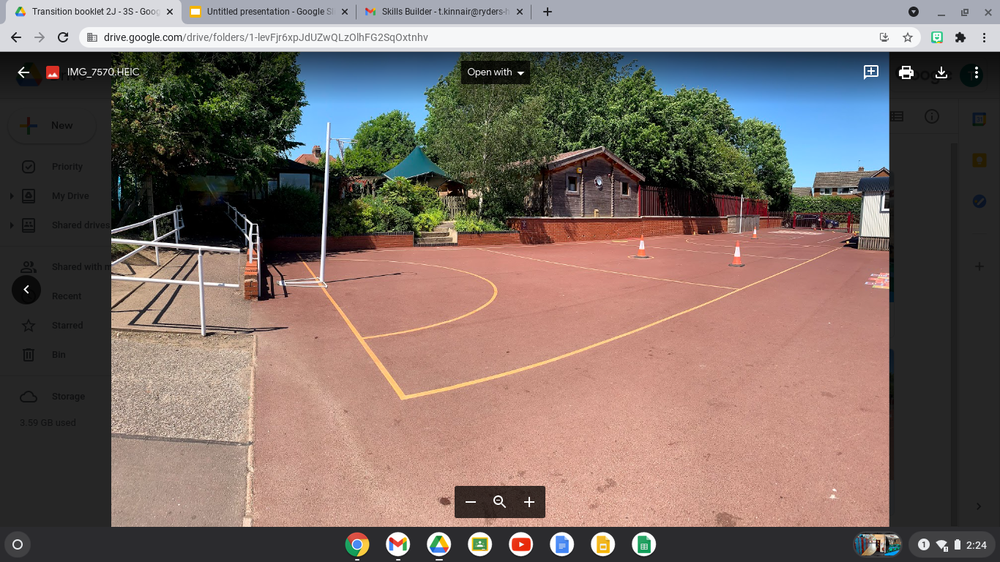 Transition booklet 2J - 3S - Goog
Untitled presentation - Google Sl
Skills Builder - t.kinnair@ryders-h
drive.google.com/drive/folders/1-levFjr6xpJdUZwQLzOlhFG2SqOxtnhv
IMG_7570.HEIC
Open with
New
Priority
My Drive
Shared drives
Shared with m
Recent
Starred
Bin
Storage
3.59 GB used
1
2:24